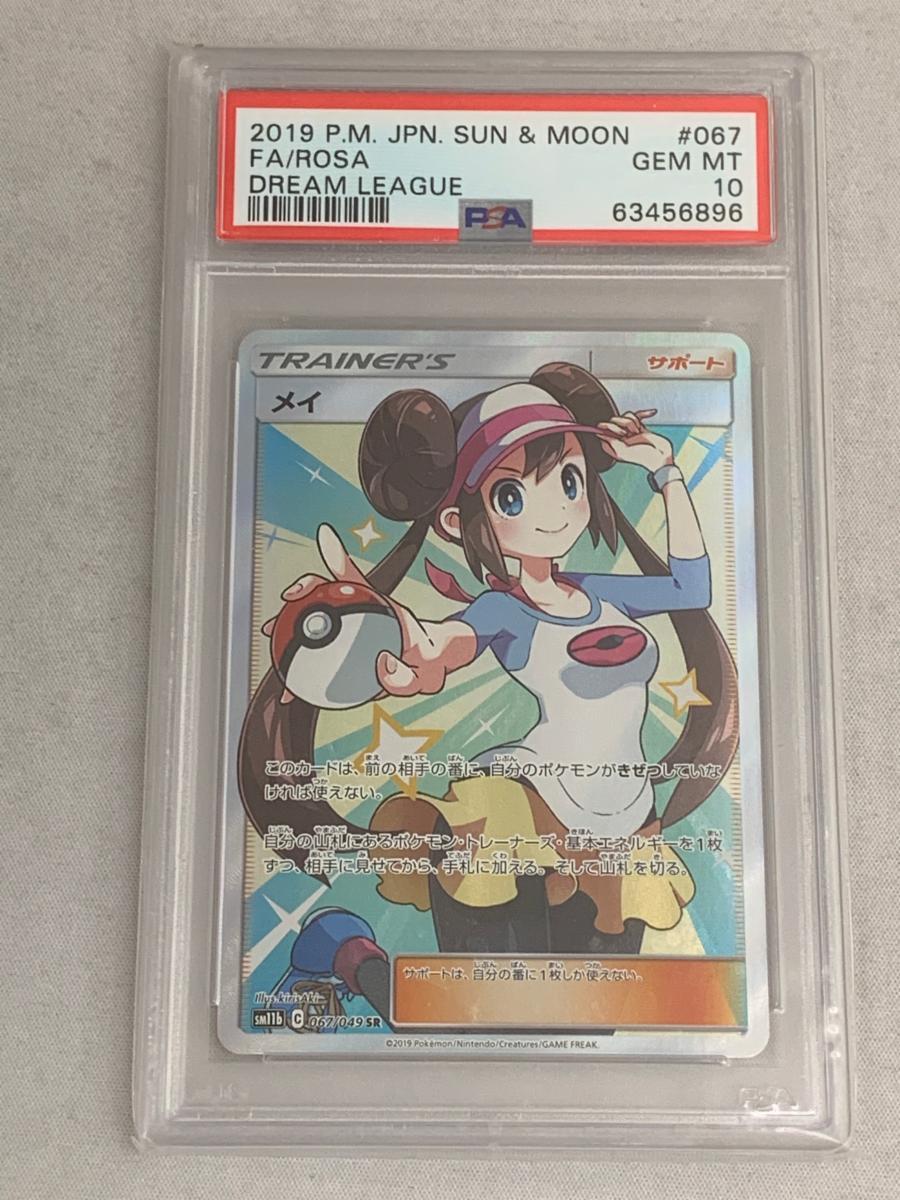 2019 P.M. JPN. SUN & MOON #067
FA/ROSA GEM MT
DREAM LEAGUE 10
PSA 63456896
TRAINER'S サポート
メイ
このカードは、前の相手の番に、自分のポケモンがきぜつしていな
ければ使えない。
自分の山札にあるポケモン・トレーナーズ・基本エネルギーを1枚
ずつ、相手に見せてから、手札に加える。そして山札を切る。
サポートは、自分の番に1枚しか使えない。
Illus. kirisAki
sm11b C 067/049 SR
©2019 Pokémon/Nintendo/Creatures/GAME FREAK.
PSA